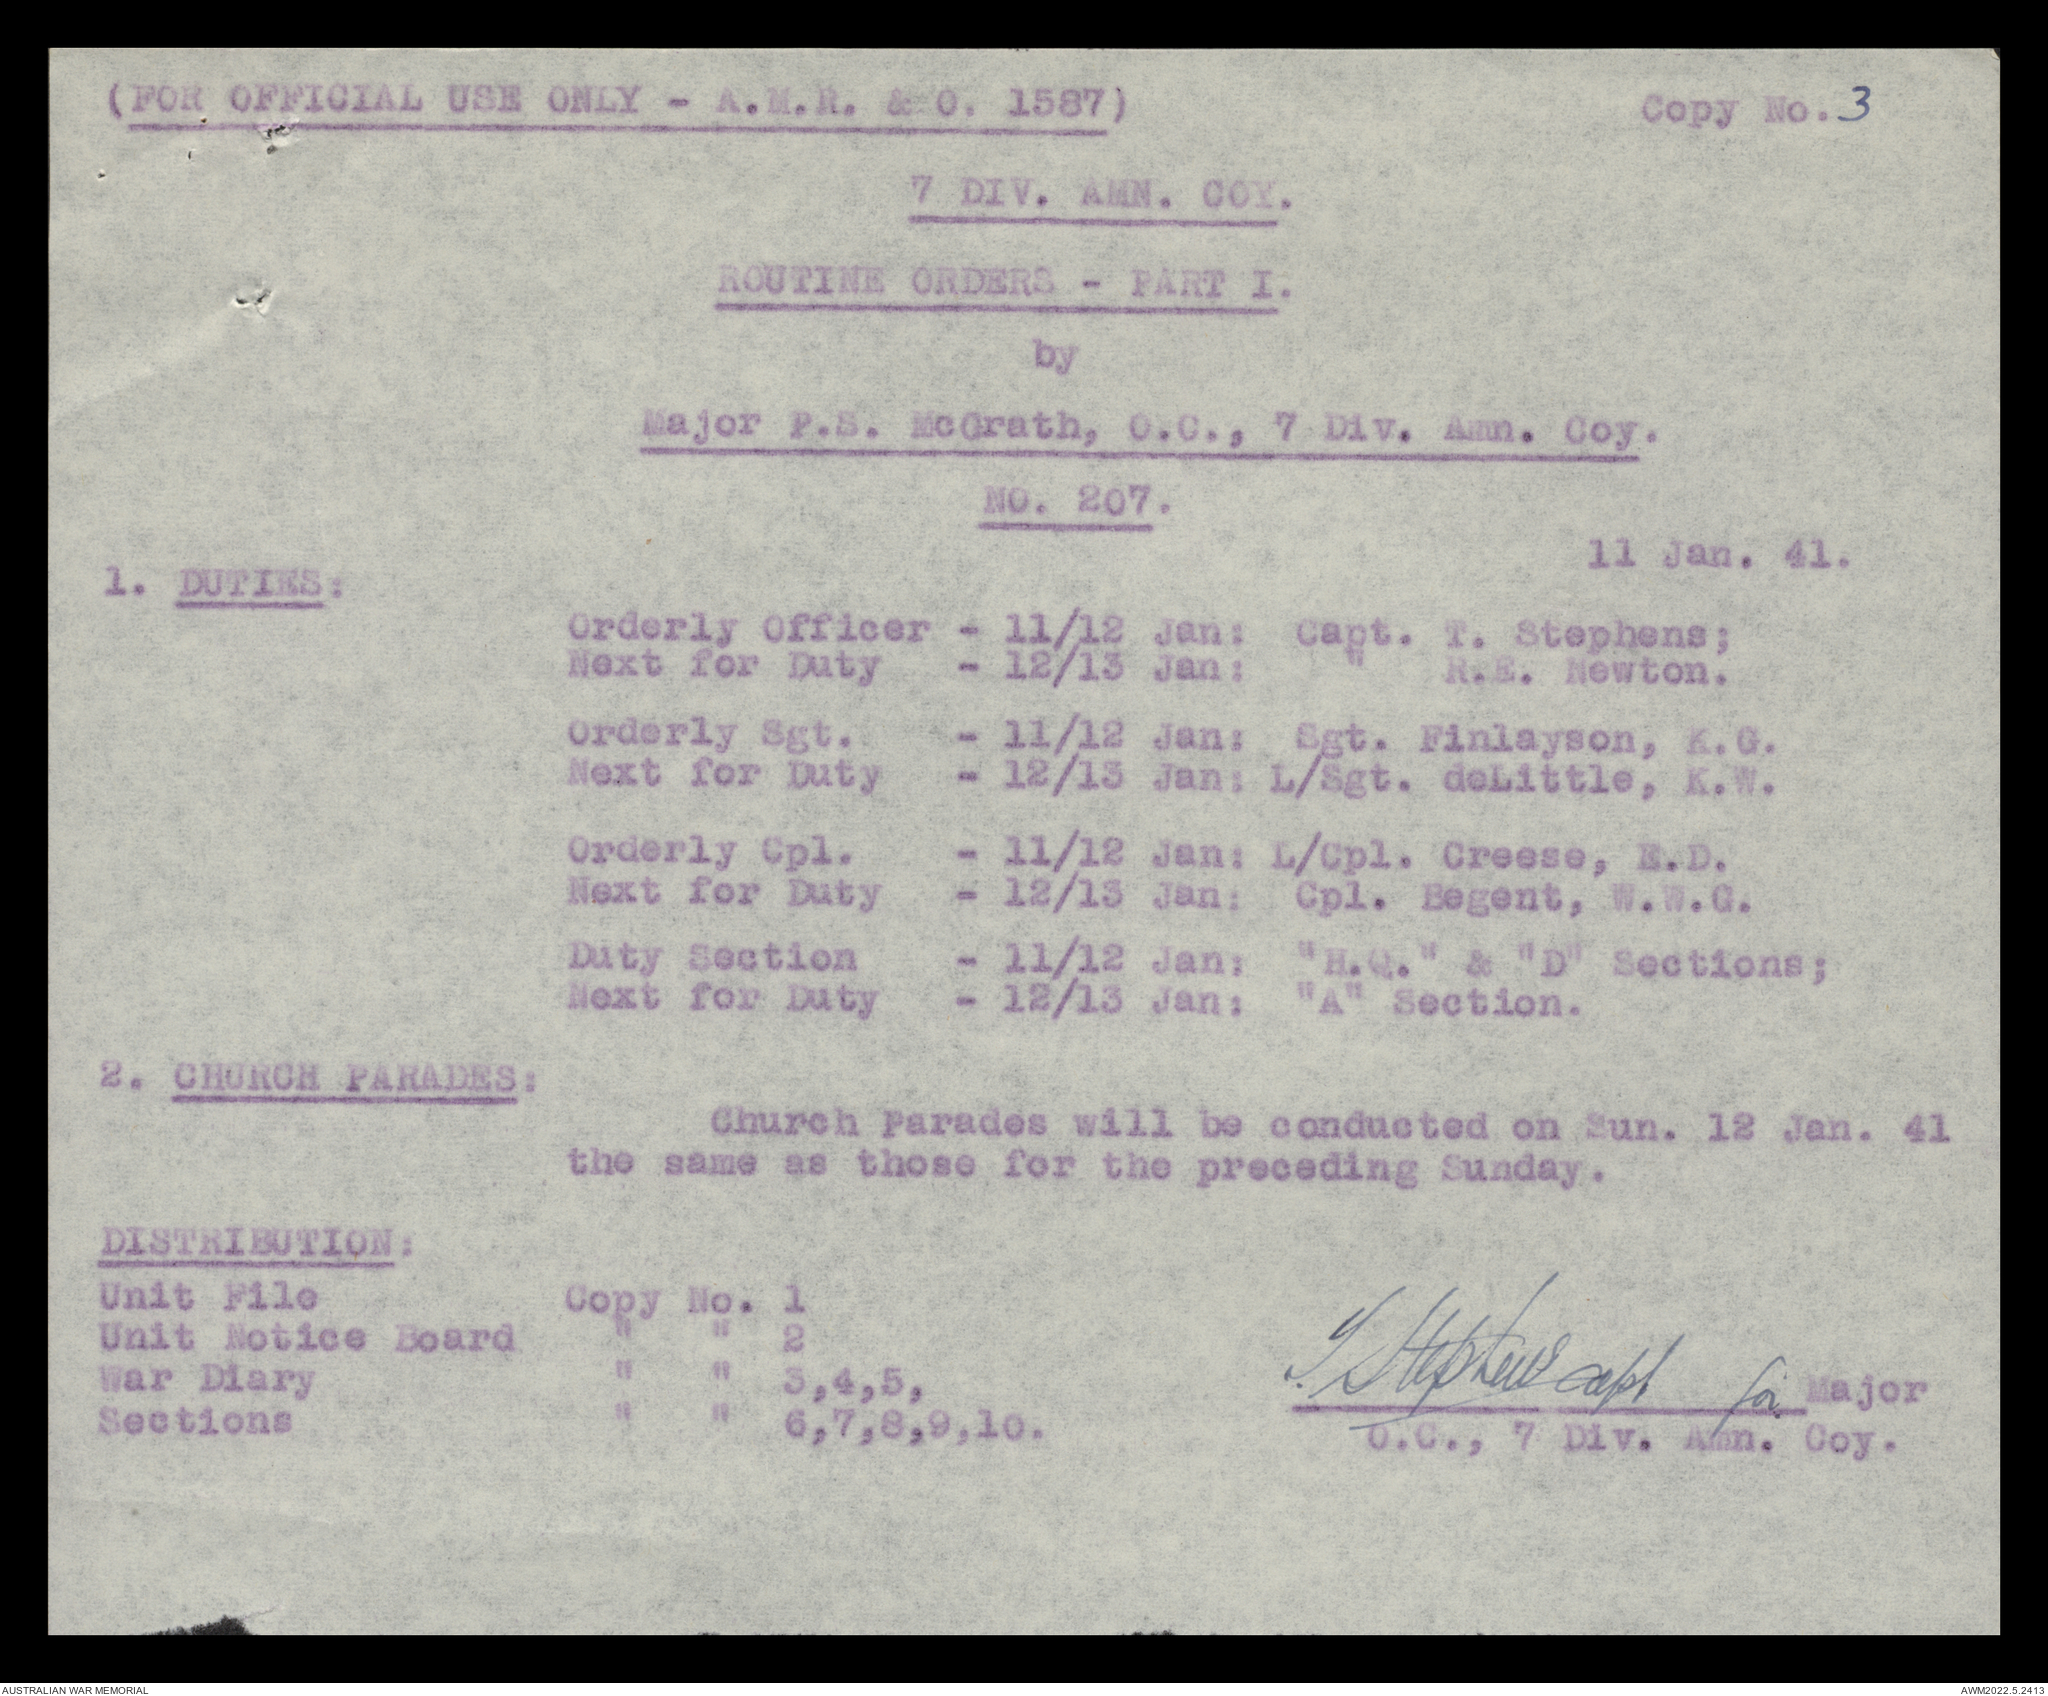 (FOR OFFICIAL USE ONLY - A.M.R. & O. 1587)
Copy No. 3
7 DIV. AMN. COY.
ROUTINE ORDERS - PART I.
by
Major P.S. McGrath, O.C., 7 Div. Amn. Coy.
NO. 207.
11 Jan. 41.
1. DUTIES:
Orderly Officer - 11/12 Jan: Capt. T. Stephens;
Next for Duty - 12/13 Jan: " R.E. Newton.
Orderly Sgt. - 11/12 Jan: Sgt. Finlayson, K.G.
Next for Duty - 12/13 Jan: L/Sgt. deLittle, K.W.
Orderly Cpl. - 11/12 Jan: L/Cpl. Creese, E.D.
Next for Duty - 12/13 Jan: Cpl. Begent, W.W.G.
Duty Section - 11/12 Jan: "H.Q." & "D" Sections;
Next for Duty - 12/13 Jan: "A" Section.
2. CHURCH PARADES:
Church Parades will be conducted on Sun. 12 Jan. 41
the same as those for the preceding Sunday.
DISTRIBUTION:
Unit File Copy No. 1
Unit Notice Board " " 2
War Diary " " 3,4,5,
Sections " " 6,7,8,9,10.
T. Stephens Capt for Major
O.C., 7 Div. Amn. Coy.
AUSTRALIAN WAR MEMORIAL
AWM2022.5.2413